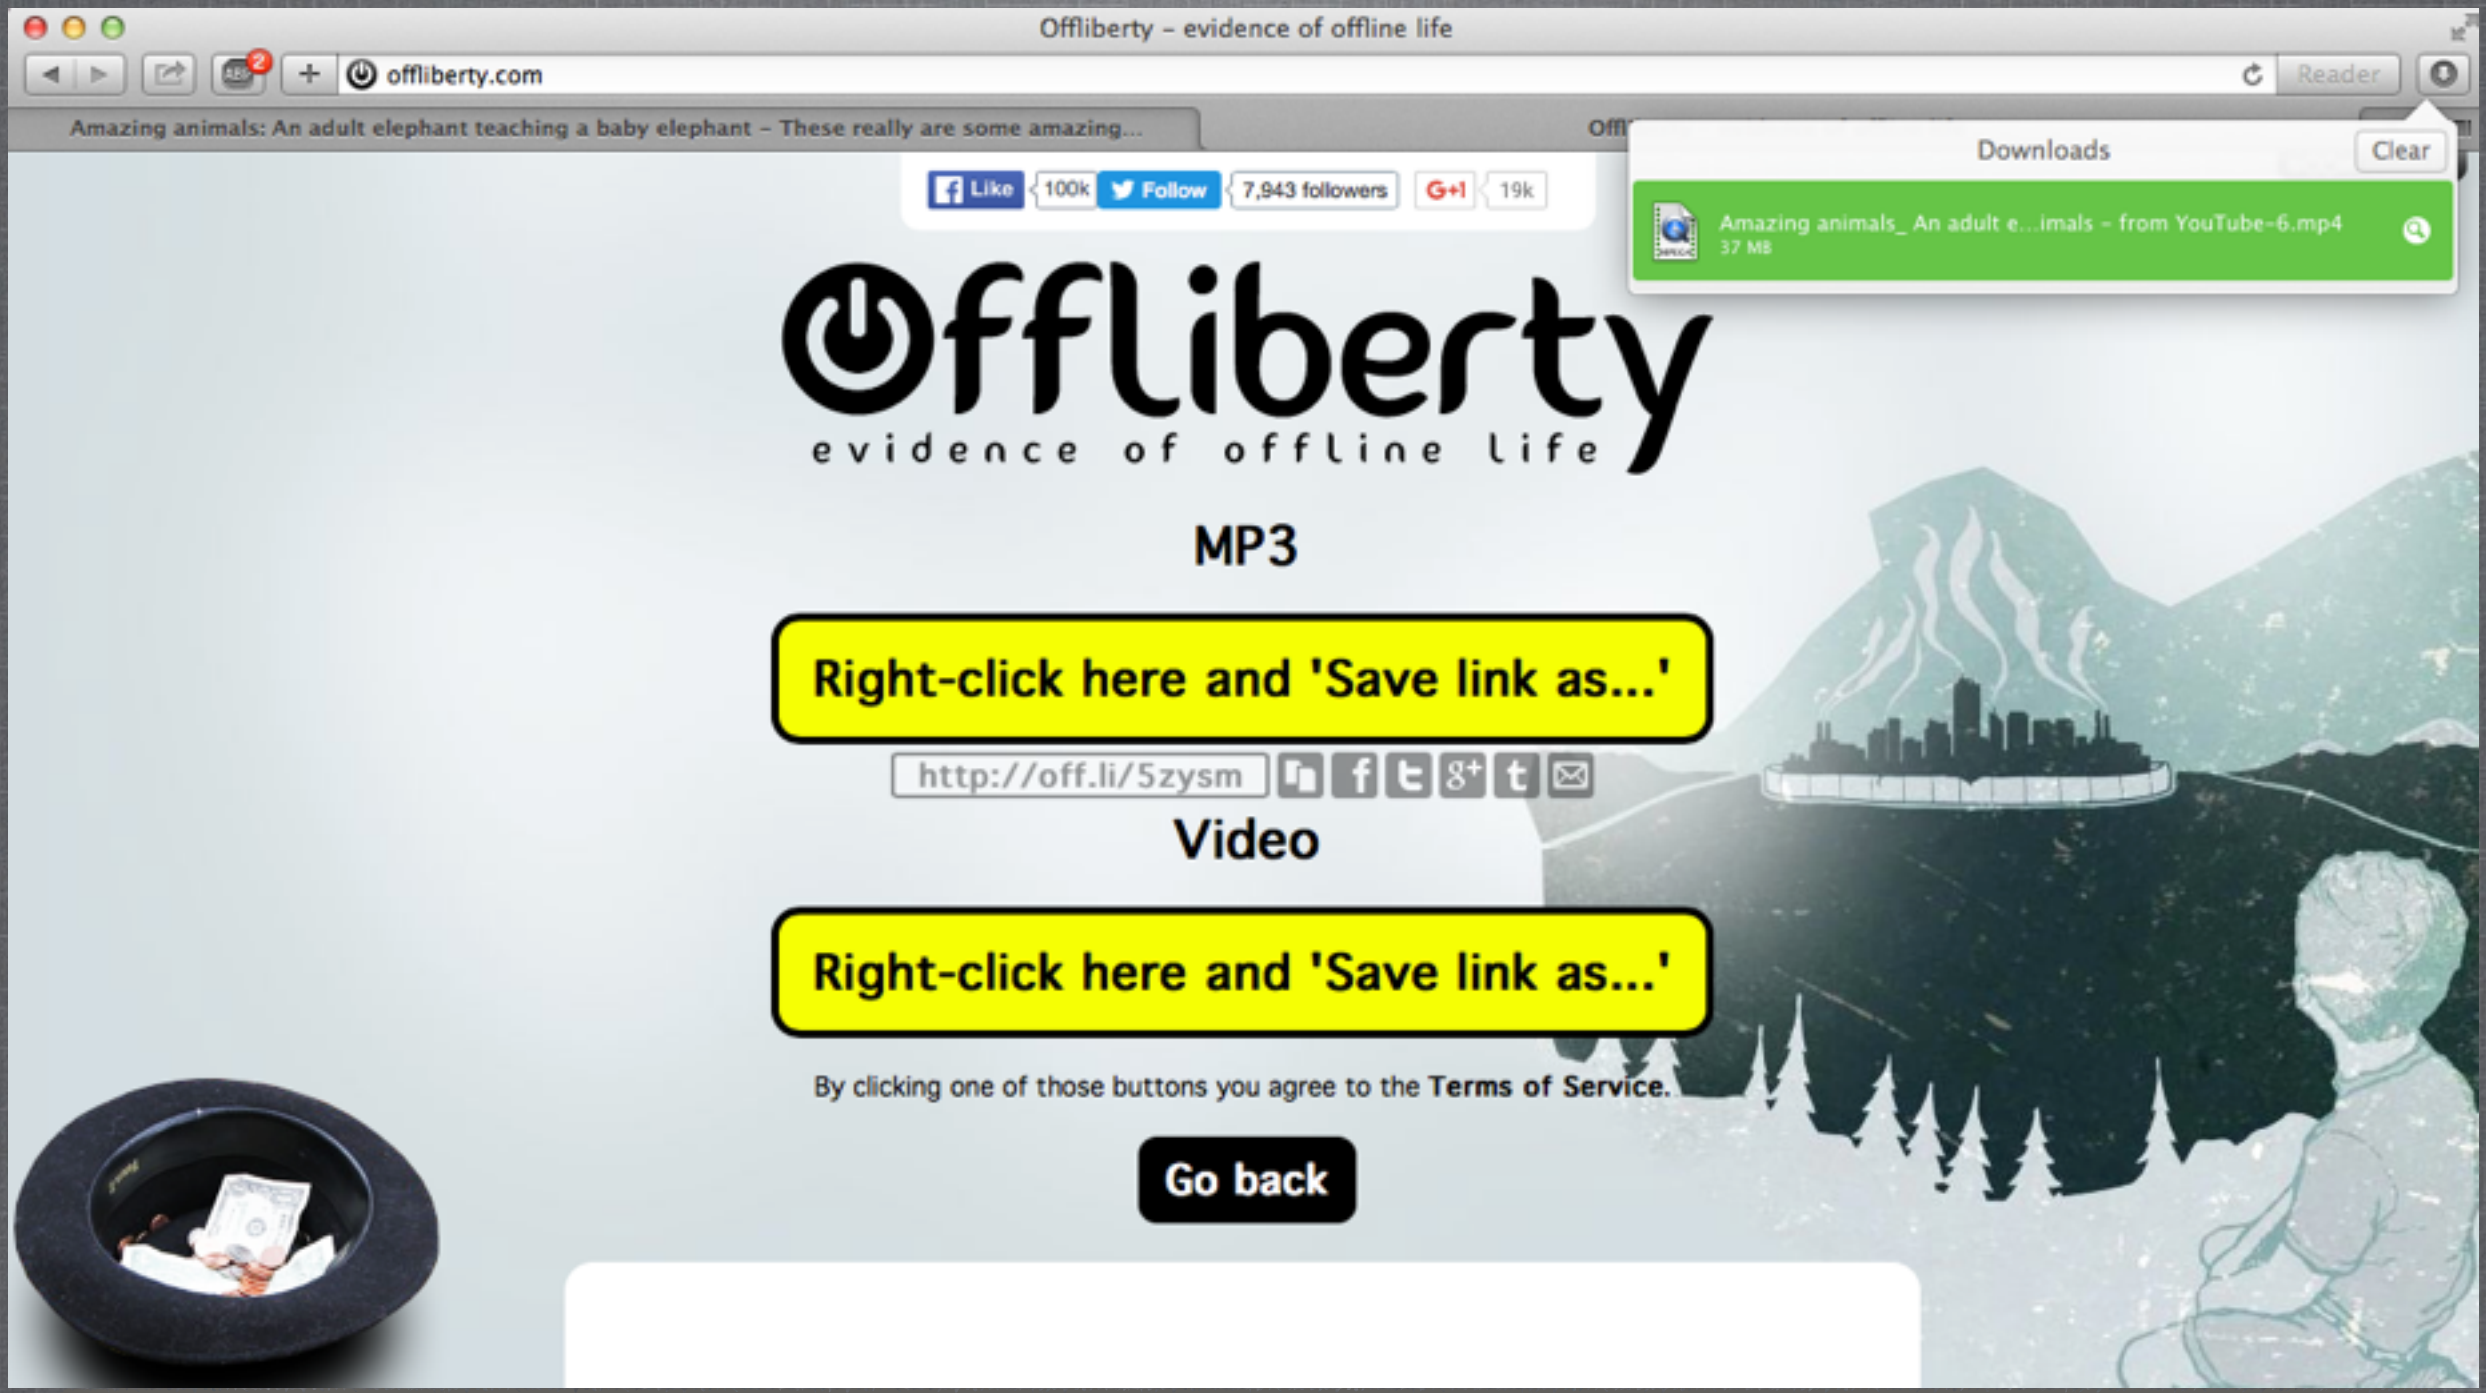 Offliberty – evidence of offline life
ABP
2
offliberty.com
Reader
Amazing animals: An adult elephant teaching a baby elephant – These really are some amazing...
Downloads
Clear
Amazing animals_ An adult e...imals – from YouTube-6.mp4
37 MB
Like
100k
Follow
7,943 followers
G+1
19k
Offliberty
evidence of offline life
MP3
Right-click here and 'Save link as...'
http://off.li/5zysm
Video
Right-click here and 'Save link as...'
By clicking one of those buttons you agree to the Terms of Service.
Go back